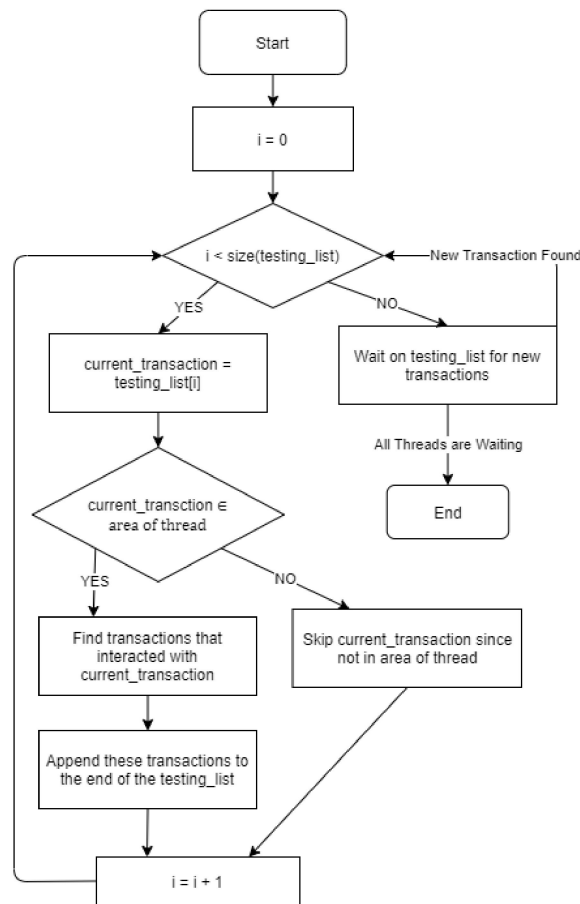 Start
i = 0
i < size(testing_list)
New Transaction Found
YES
NO
current_transaction =
testing_list[i]
Wait on testing_list for new
transactions
All Threads are Waiting
End
current_transction ∈
area of thread
YES
NO
Find transactions that
interacted with
current_transaction
Skip current_transaction since
not in area of thread
Append these transactions to
the end of the testing_list
i = i + 1